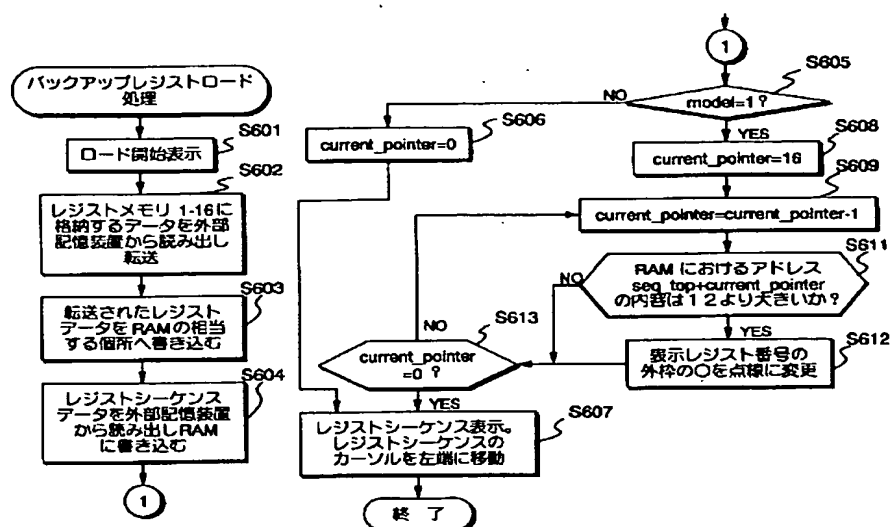 バックアップレジストロード
処理
S601
ロード開始表示
S602
レジストメモリ 1-16に
格納するデータを外部
記憶装置から読み出し
転送
S603
転送されたレジスト
データをRAMの相当
する個所へ書き込む
S604
レジストシーケンス
データを外部記憶装置
から読み出しRAM
に書き込む
1
1
S605
model=1？
NO
YES
S606
current_pointer=0
S608
current_pointer=16
S609
current_pointer=current_pointer-1
S611
RAM におけるアドレス
seq_top+current_pointer
の内容は１２より大きいか？
NO
YES
S612
表示レジスト番号の
外枠の〇を点線に変更
S613
current_pointer
=0 ？
NO
YES
S607
レジストシーケンス表示。
レジストシーケンスの
カーソルを左端に移動
終 了